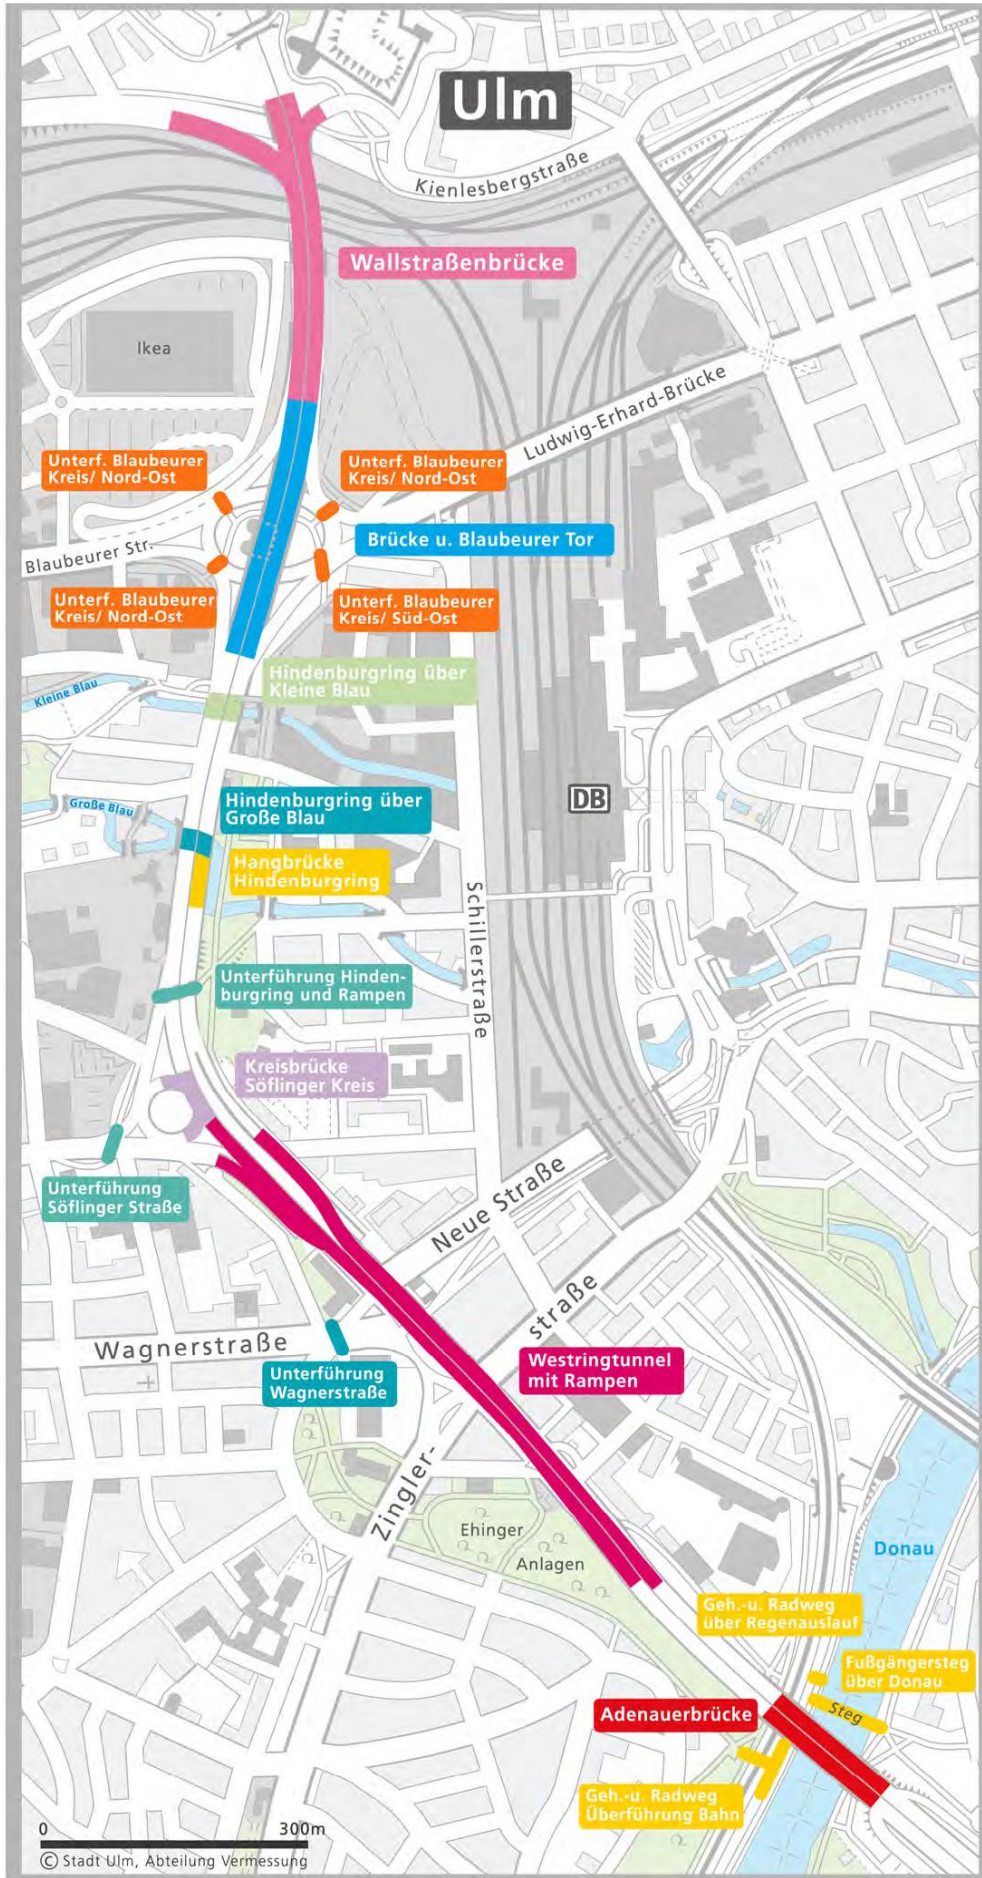 Ulm
Kienlesbergstraße
Wallstraßenbrücke
Ikea
Ludwig-Erhard-Brücke
Unterf. Blaubeurer
Kreis/ Nord-Ost
Unterf. Blaubeurer
Kreis/ Nord-Ost
Brücke u. Blaubeurer Tor
Blaubeurer Str.
Unterf. Blaubeurer
Kreis/ Nord-Ost
Unterf. Blaubeurer
Kreis/ Süd-Ost
Hindenburgring über
Kleine Blau
Kleine Blau
Hindenburgring über
Große Blau
Große Blau
DB
Hangbrücke
Hindenburgring
Schillerstraße
Unterführung Hinden-
burgring und Rampen
Kreisbrücke
Söflinger Kreis
Unterführung
Söflinger Straße
Neue Straße
Wagnerstraße
Unterführung
Wagnerstraße
Westringtunnel
mit Rampen
Zingler-
straße
Ehinger
Anlagen
Donau
Geh.-u. Radweg
über Regenauslauf
Fußgängersteg
über Donau
Steg
Adenauerbrücke
Geh.-u. Radweg
Überführung Bahn
0 300m
© Stadt Ulm, Abteilung Vermessung